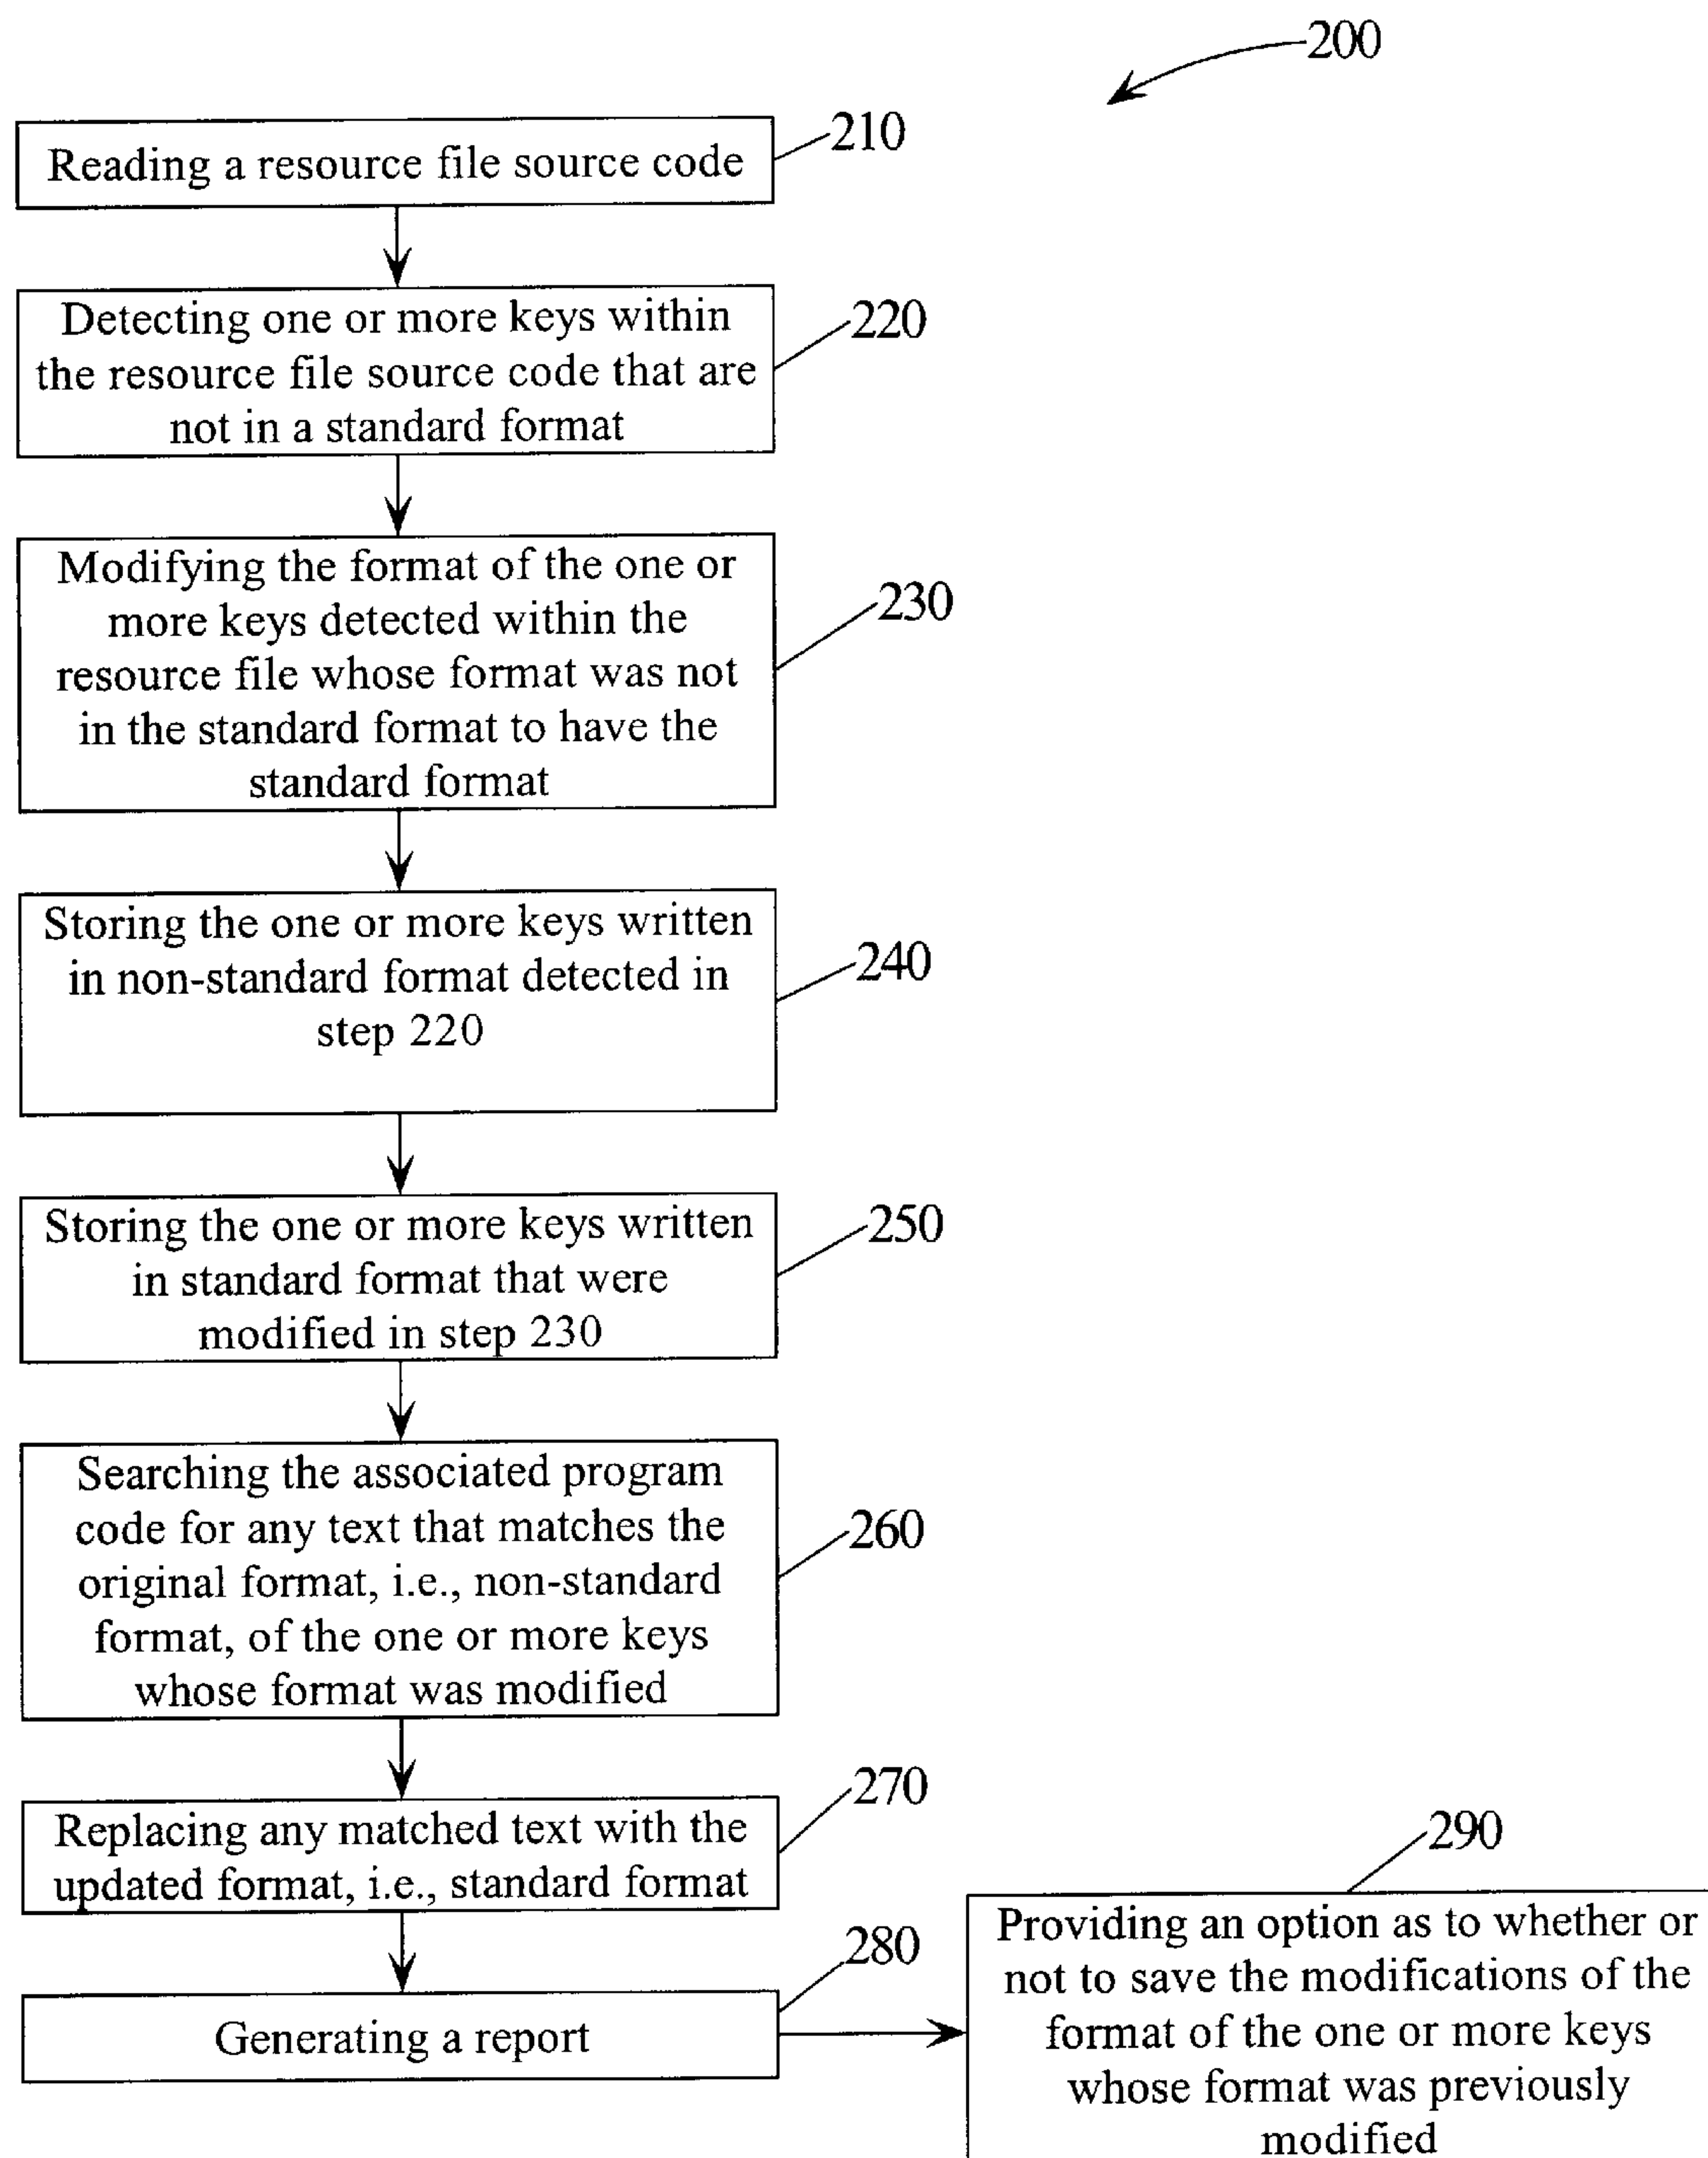 200
210
Reading a resource file source code
220
Detecting one or more keys within
the resource file source code that are
not in a standard format
230
Modifying the format of the one or
more keys detected within the
resource file whose format was not
in the standard format to have the
standard format
240
Storing the one or more keys written
in non-standard format detected in
step 220
250
Storing the one or more keys written
in standard format that were
modified in step 230
260
Searching the associated program
code for any text that matches the
original format, i.e., non-standard
format, of the one or more keys
whose format was modified
270
Replacing any matched text with the
updated format, i.e., standard format
280
Generating a report
290
Providing an option as to whether or
not to save the modifications of the
format of the one or more keys
whose format was previously
modified